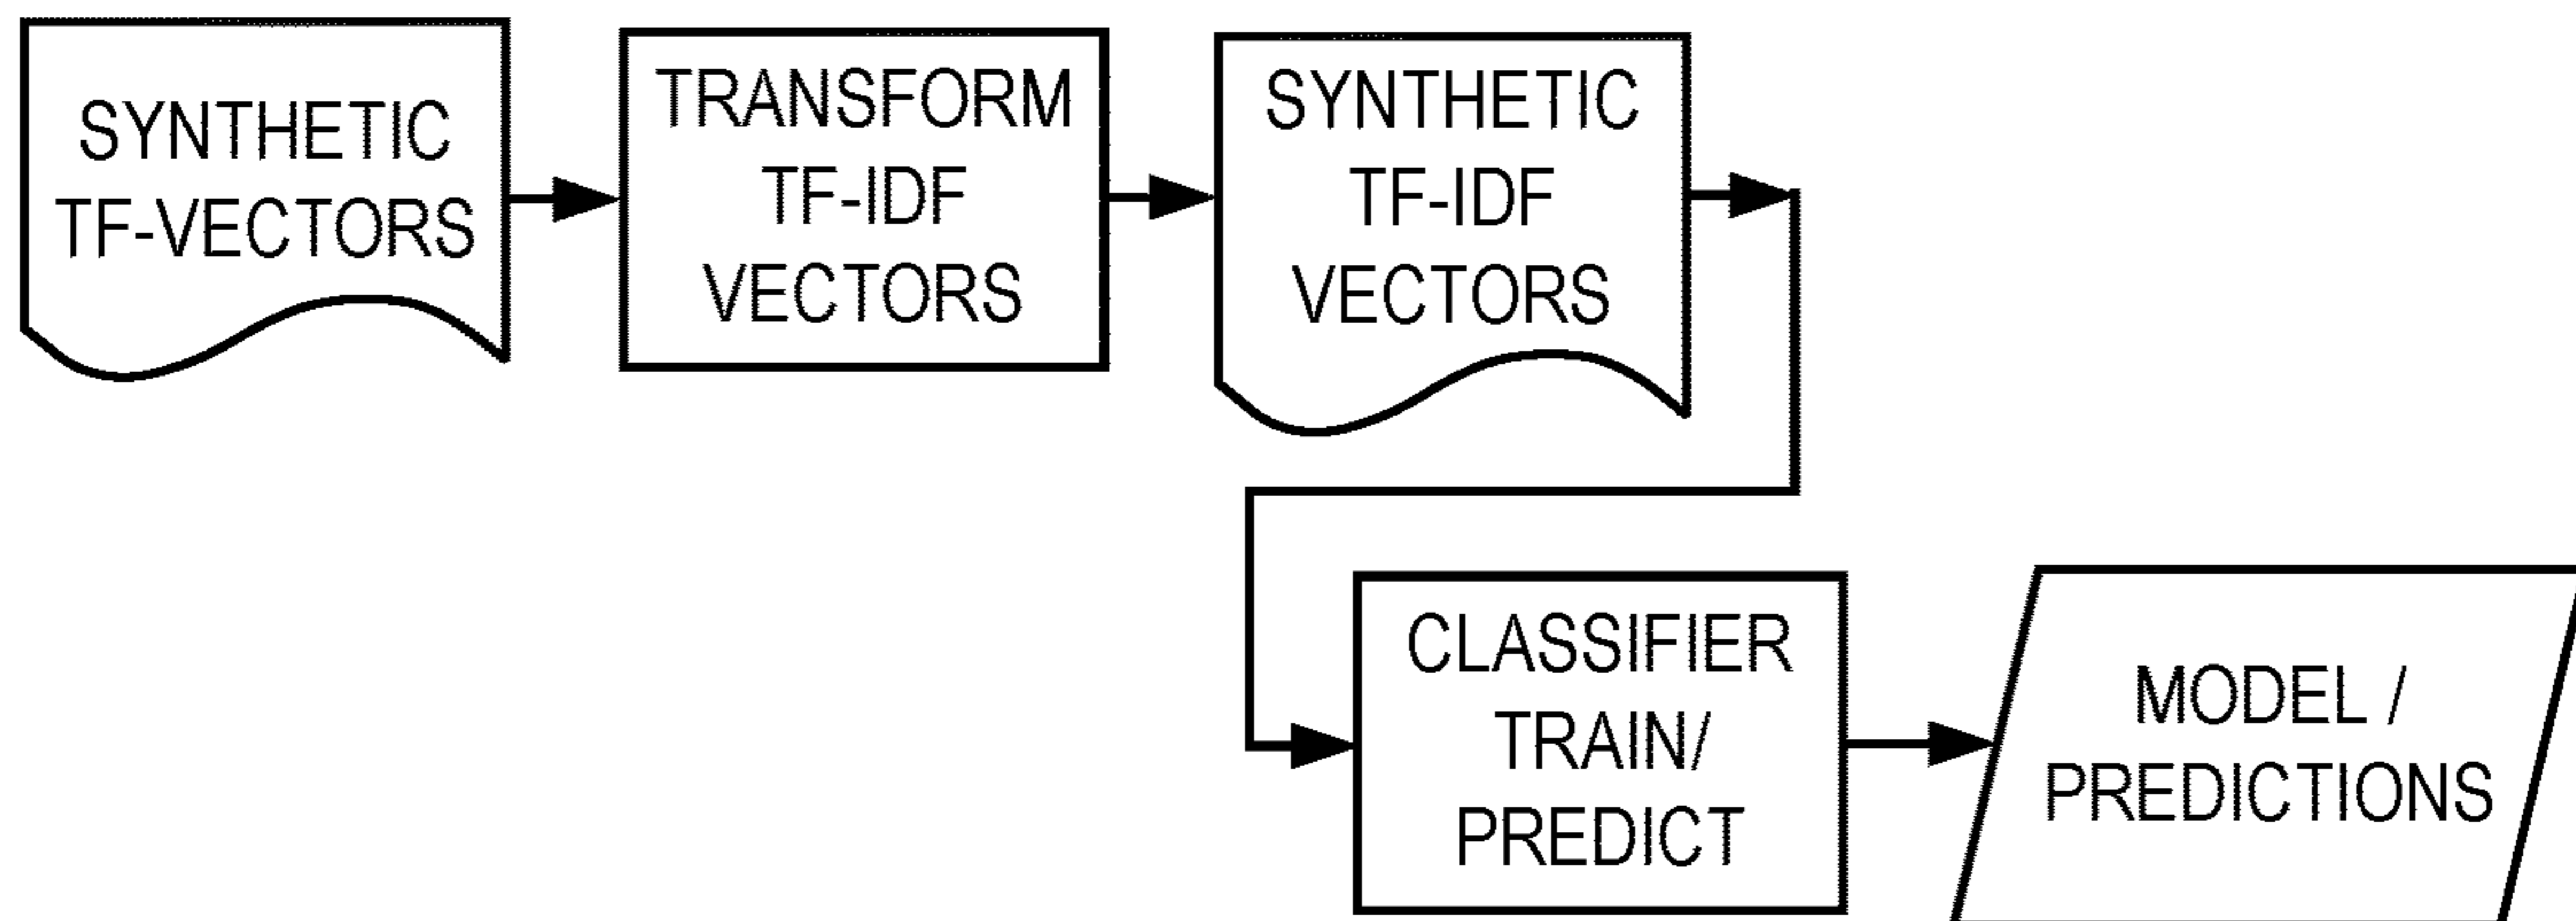 SYNTHETIC
TF-VECTORS
TRANSFORM
TF-IDF
VECTORS
SYNTHETIC
TF-IDF
VECTORS
CLASSIFIER
TRAIN/
PREDICT
MODEL /
PREDICTIONS